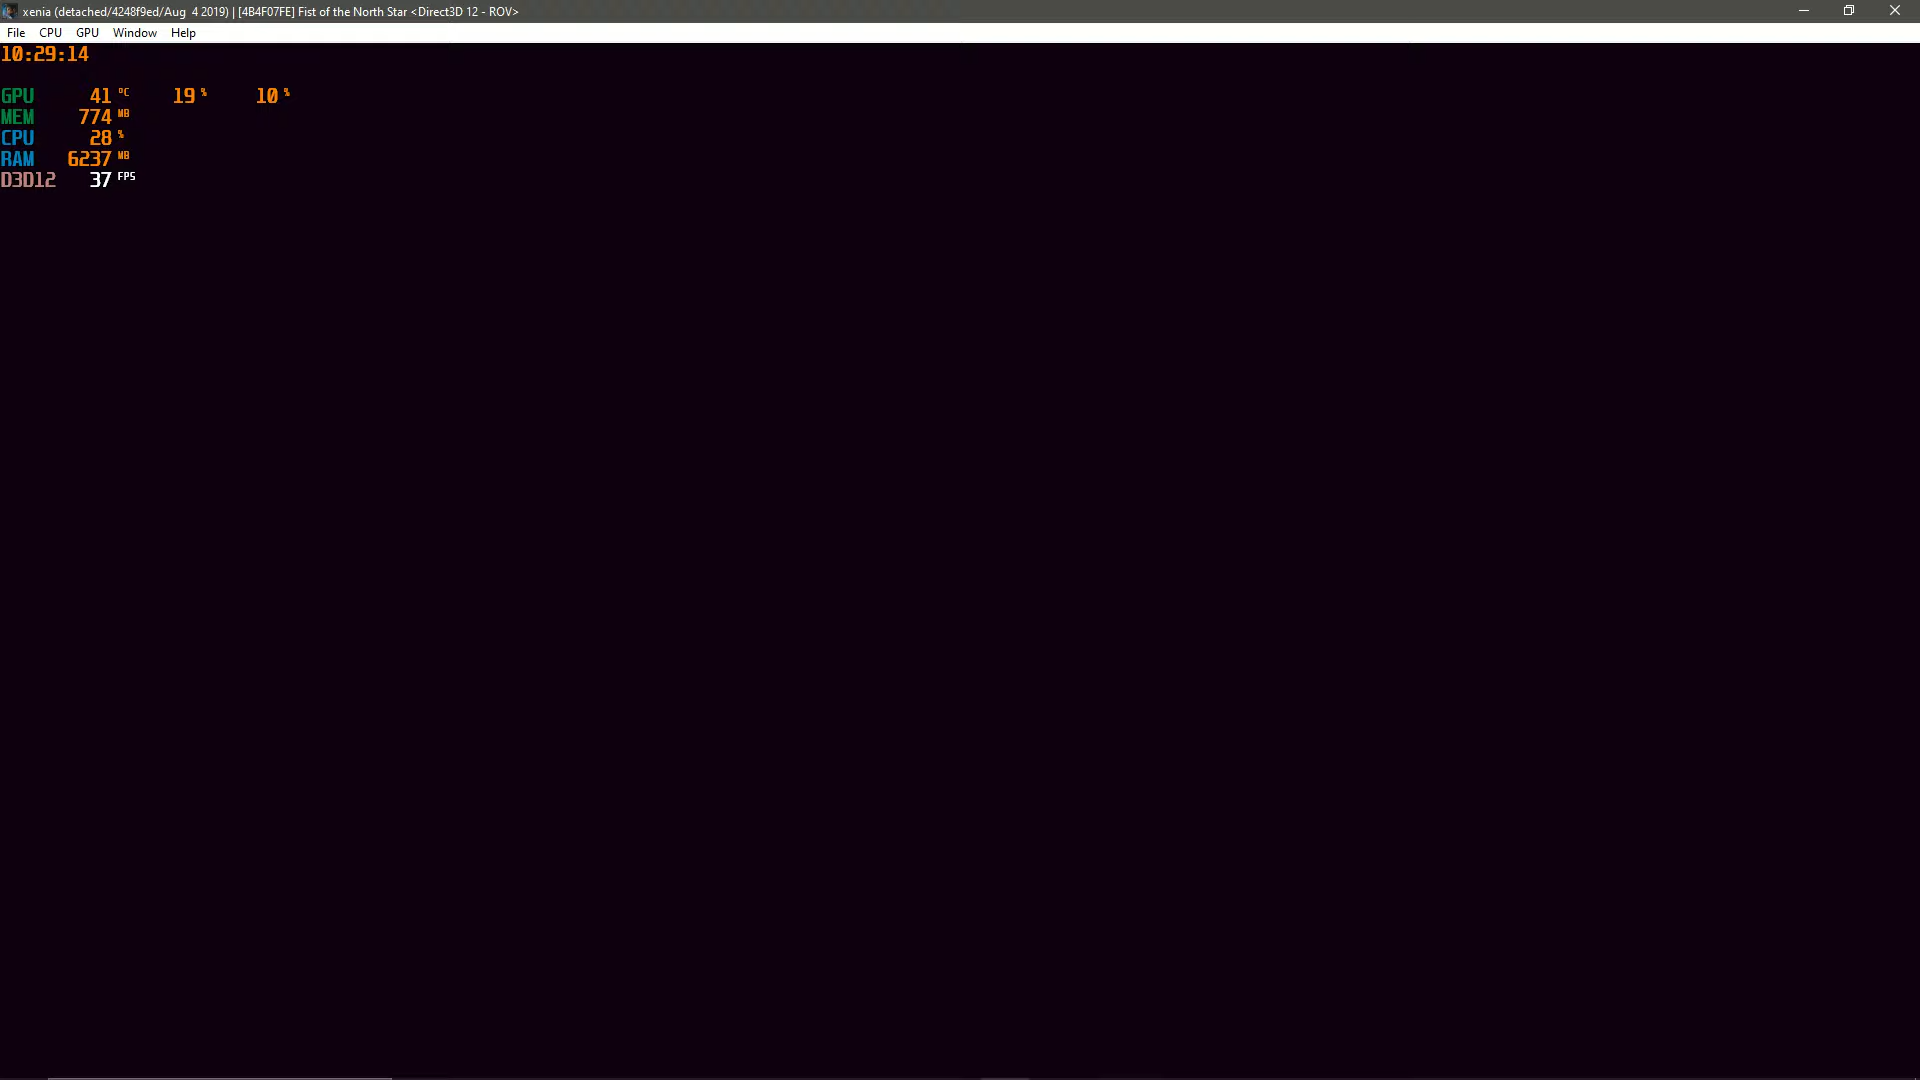 xenia (detached/4248f9ed/Aug  4 2019) | [4B4F07FE] Fist of the North Star <Direct3D 12 - ROV>
File CPU GPU Window Help
10:29:14
GPU 41 °C 19 % 10 %
MEM 774 MB
CPU 28 %
RAM 6237 MB
D3D12 37 FPS